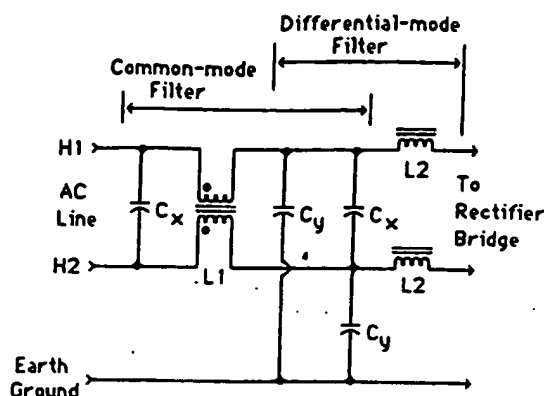 Differential-mode
Filter
Common-mode
Filter
H1
AC
Line
H2
Cx
L1
Cy
Cx
L2
To
Rectifier
Bridge
L2
Cy
Earth
Ground